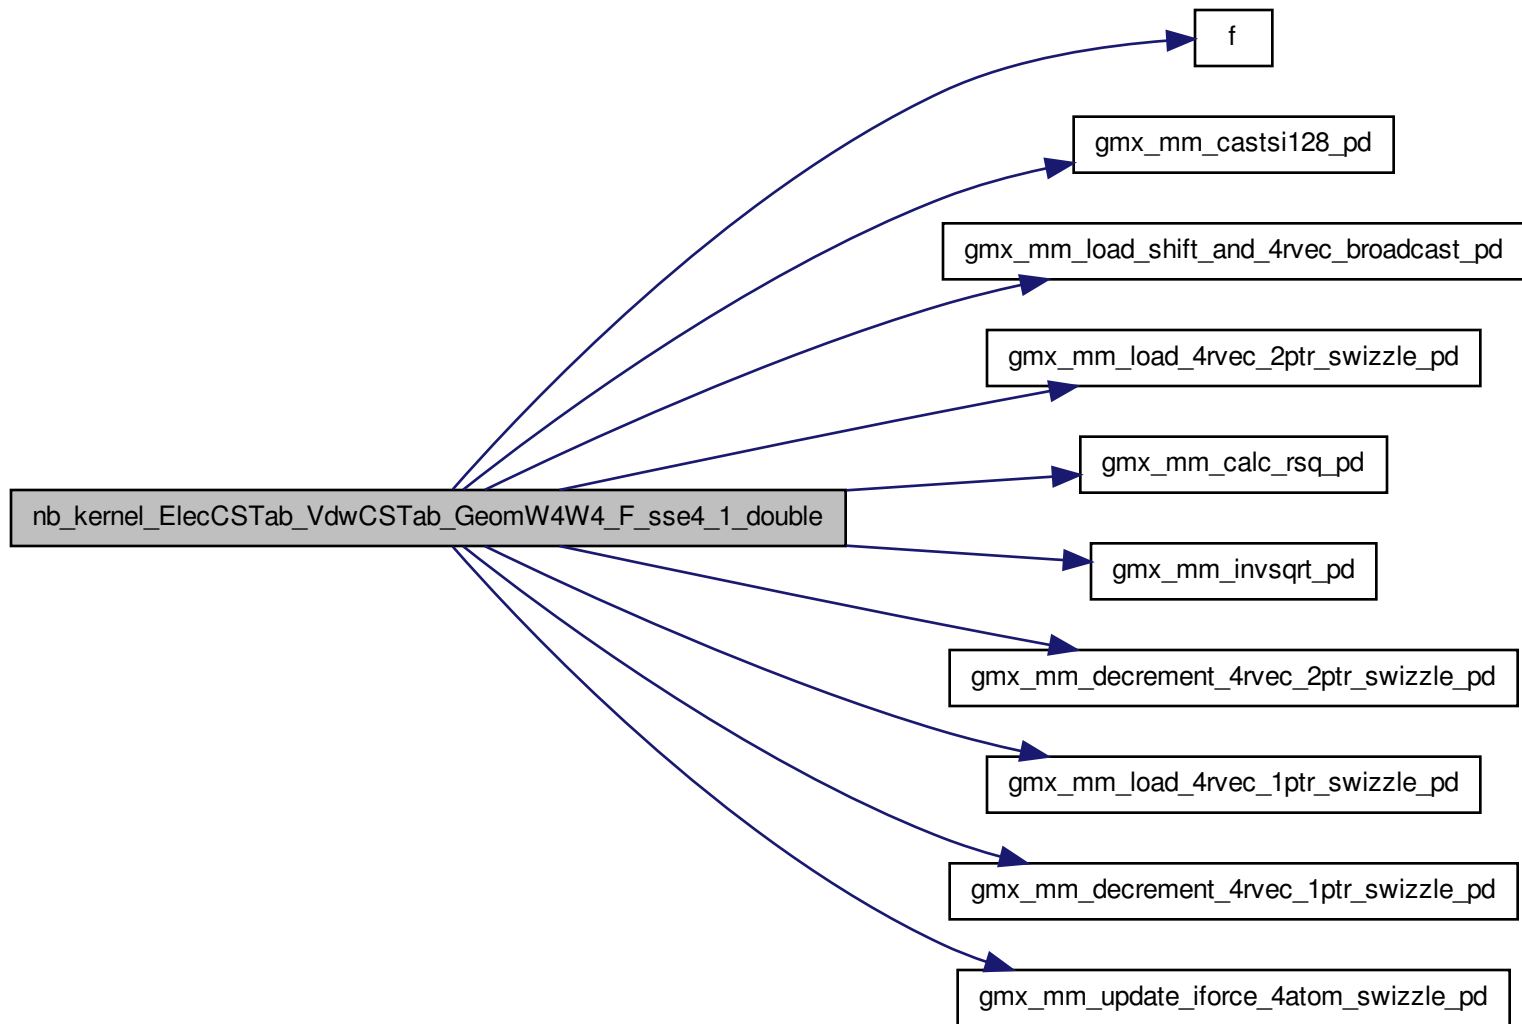 f
gmx_mm_castsi128_pd
gmx_mm_load_shift_and_4rvec_broadcast_pd
gmx_mm_load_4rvec_2ptr_swizzle_pd
gmx_mm_calc_rsq_pd
nb_kernel_ElecCSTab_VdwCSTab_GeomW4W4_F_sse4_1_double
gmx_mm_invsqrt_pd
gmx_mm_decrement_4rvec_2ptr_swizzle_pd
gmx_mm_load_4rvec_1ptr_swizzle_pd
gmx_mm_decrement_4rvec_1ptr_swizzle_pd
gmx_mm_update_iforce_4atom_swizzle_pd